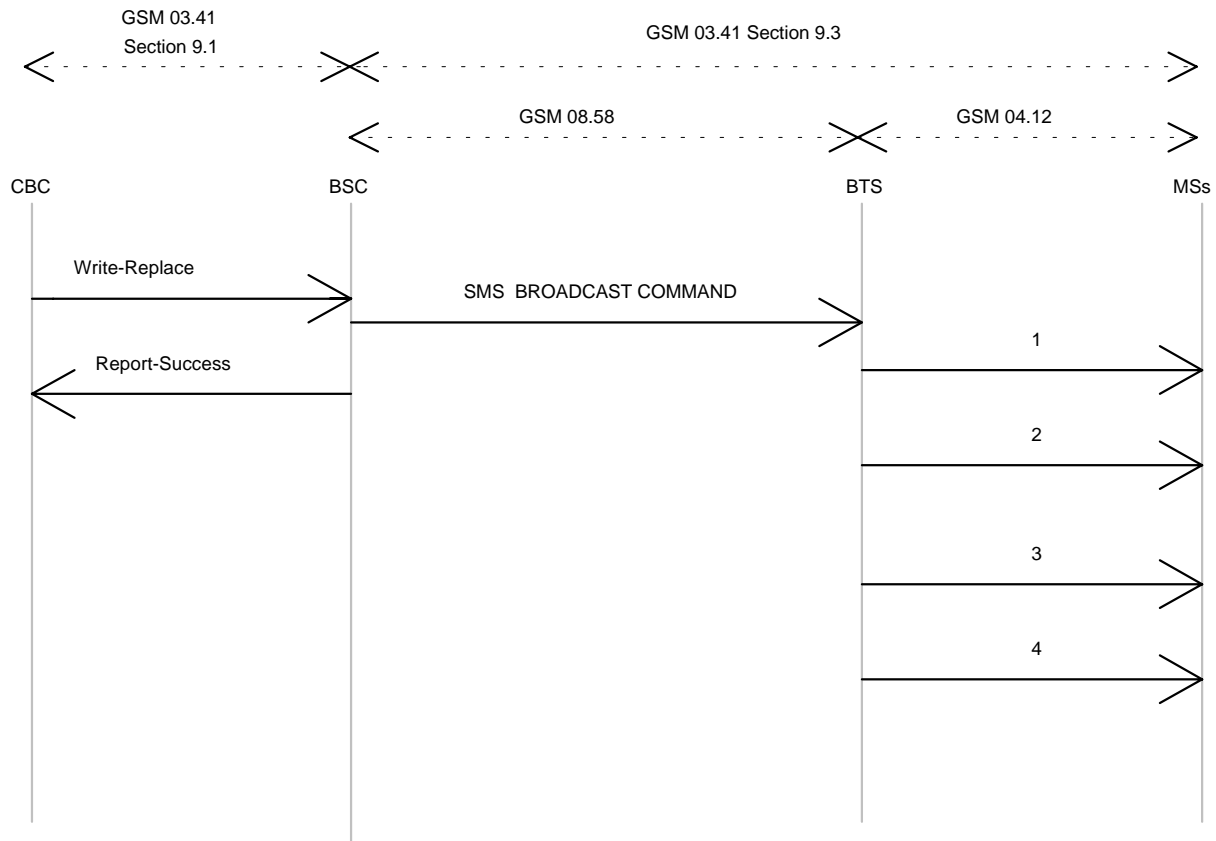 GSM 03.41
Section 9.1
GSM 03.41 Section 9.3
GSM 08.58
GSM 04.12
CBC
BSC
BTS
MSs
Write-Replace
SMS BROADCAST COMMAND
1
Report-Success
2
3
4